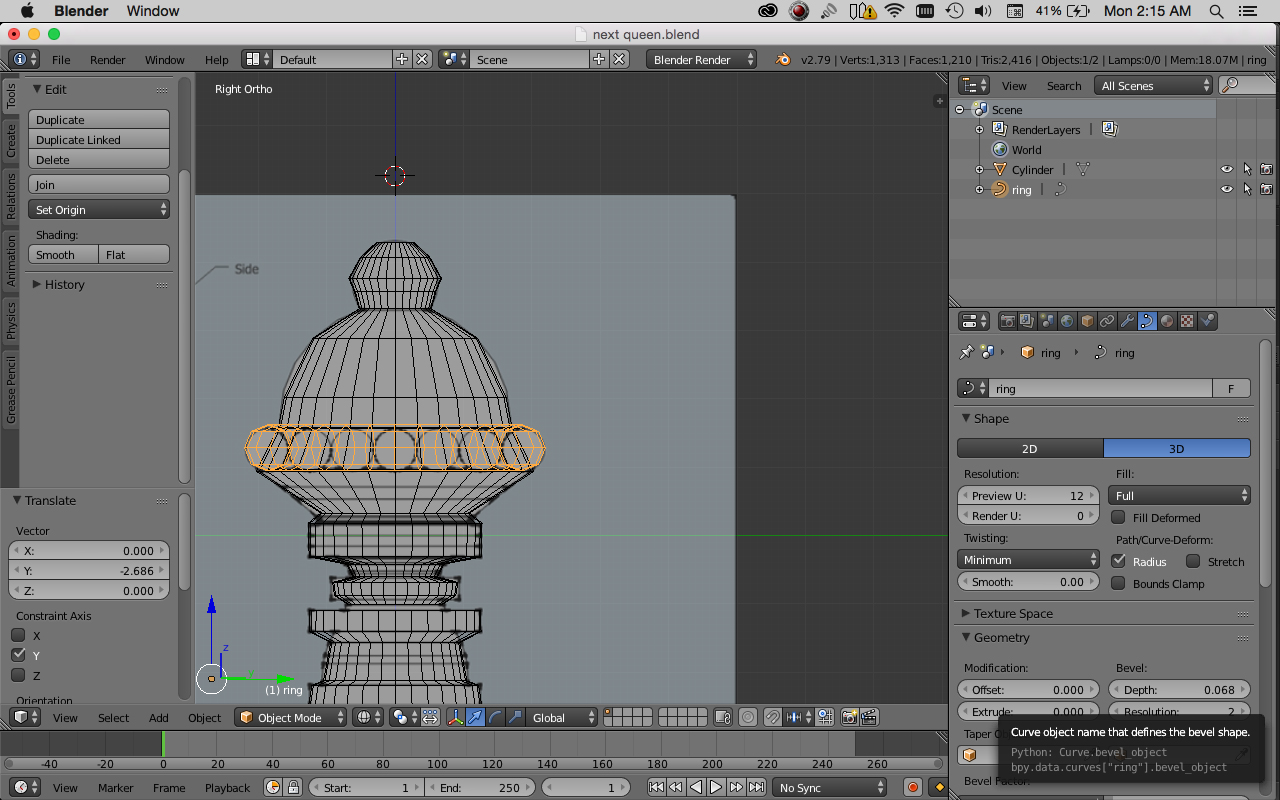 Blender Window 41% Mon 2:15 AM
next queen.blend
File Render Window Help Default Scene Blender Render v2.79 | Verts:1,313 | Faces:1,210 | Tris:2,416 | Objects:1/2 | Lamps:0/0 | Mem:18.07M | ring
Tools
Create
Relations
Animation
Physics
Grease Pencil
Edit
Duplicate
Duplicate Linked
Delete
Join
Set Origin
Shading:
Smooth Flat
History
Translate
Vector
X: 0.000
Y: -2.686
Z: 0.000
Constraint Axis
X
Y
Z
Orientation
Right Ortho
Side
z
(1) ring
View Select Add Object Object Mode Global
-40 -20 0 20 40 60 80 100 120 140 160 180 200 220 240 260
View Marker Frame Playback Start: 1 End: 250 1 No Sync
View Search All Scenes
Scene
RenderLayers |
World
Cylinder |
ring |
ring ring
ring F
Shape
2D 3D
Resolution: Fill:
Preview U: 12 Full
Render U: 0 Fill Deformed
Twisting: Path/Curve-Deform:
Minimum Radius Stretch
Smooth: 0.00 Bounds Clamp
Texture Space
Geometry
Modification: Bevel:
Offset: 0.000 Depth: 0.068
Extrude: 0.000 Resolution: 2
Taper
Curve object name that defines the bevel shape.
Python: Curve.bevel_object
bpy.data.curves["ring"].bevel_object
Bevel Factor